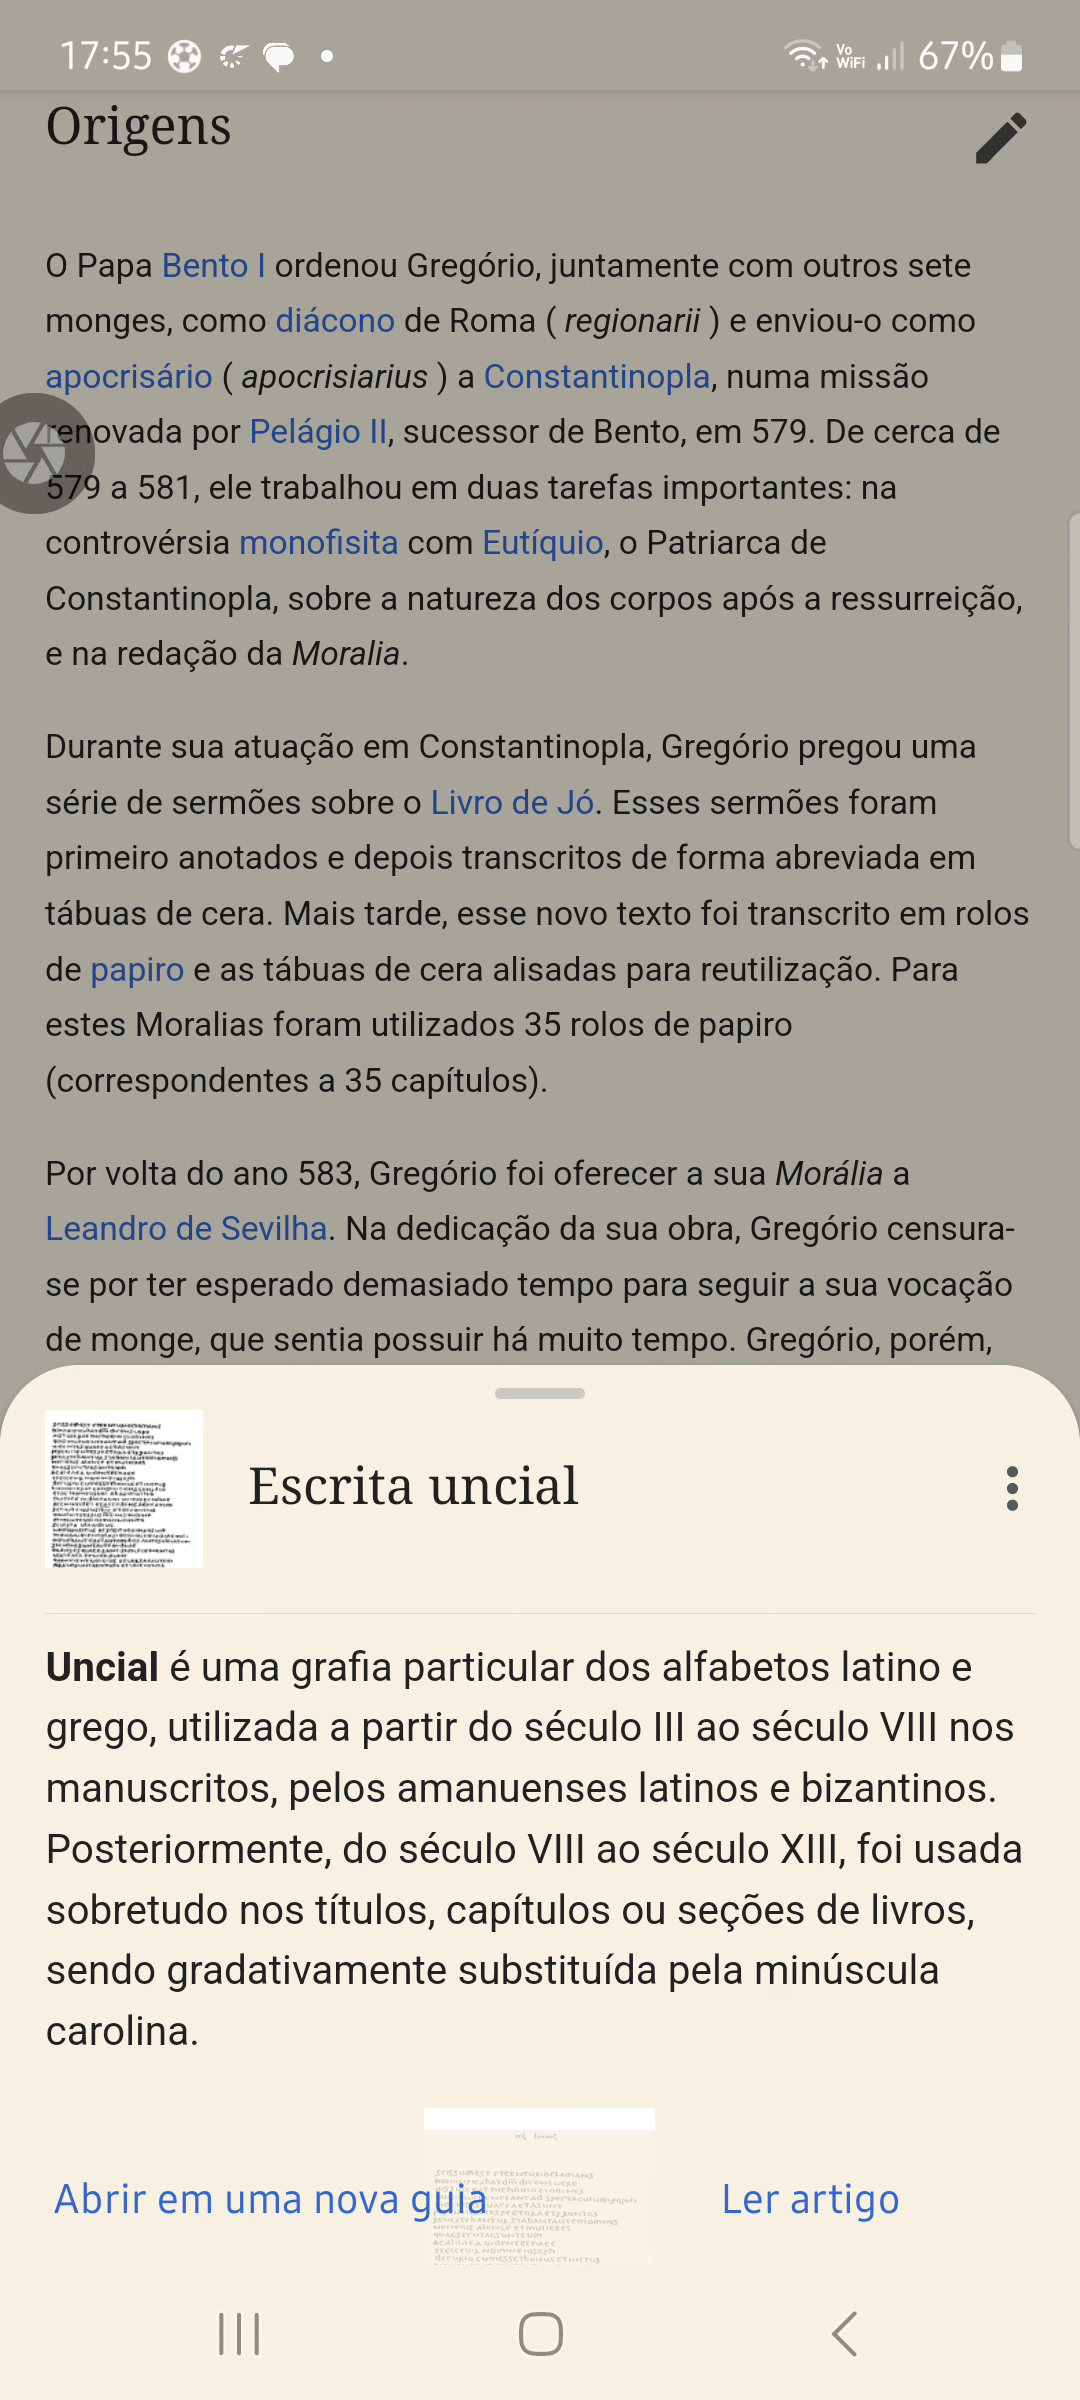 17:55
Vo
WiFi
67%
Origens
O Papa Bento I ordenou Gregório, juntamente com outros sete
monges, como diácono de Roma ( regionarii ) e enviou-o como
apocrisário ( apocrisiarius ) a Constantinopla, numa missão
renovada por Pelágio II, sucessor de Bento, em 579. De cerca de
579 a 581, ele trabalhou em duas tarefas importantes: na
controvérsia monofisita com Eutíquio, o Patriarca de
Constantinopla, sobre a natureza dos corpos após a ressurreição,
e na redação da Moralia.
Durante sua atuação em Constantinopla, Gregório pregou uma
série de sermões sobre o Livro de Jó. Esses sermões foram
primeiro anotados e depois transcritos de forma abreviada em
tábuas de cera. Mais tarde, esse novo texto foi transcrito em rolos
de papiro e as tábuas de cera alisadas para reutilização. Para
estes Moralias foram utilizados 35 rolos de papiro
(correspondentes a 35 capítulos).
Por volta do ano 583, Gregório foi oferecer a sua Morália a
Leandro de Sevilha. Na dedicação da sua obra, Gregório censura-
se por ter esperado demasiado tempo para seguir a sua vocação
de monge, que sentia possuir há muito tempo. Gregório, porém,
Escrita uncial
Uncial é uma grafia particular dos alfabetos latino e
grego, utilizada a partir do século III ao século VIII nos
manuscritos, pelos amanuenses latinos e bizantinos.
Posteriormente, do século VIII ao século XIII, foi usada
sobretudo nos títulos, capítulos ou seções de livros,
sendo gradativamente substituída pela minúscula
carolina.
Abrir em uma nova guia
Ler artigo